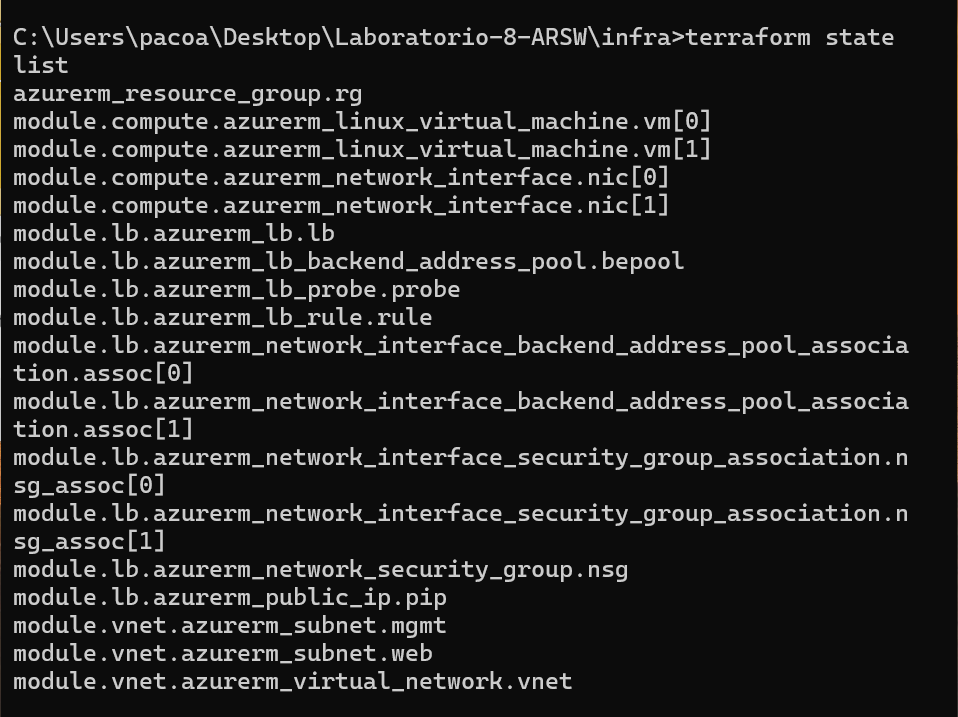 C:\Users\pacoa\Desktop\Laboratorio-8-ARSW\infra>terraform state
list
azurerm_resource_group.rg
module.compute.azurerm_linux_virtual_machine.vm[0]
module.compute.azurerm_linux_virtual_machine.vm[1]
module.compute.azurerm_network_interface.nic[0]
module.compute.azurerm_network_interface.nic[1]
module.lb.azurerm_lb.lb
module.lb.azurerm_lb_backend_address_pool.bepool
module.lb.azurerm_lb_probe.probe
module.lb.azurerm_lb_rule.rule
module.lb.azurerm_network_interface_backend_address_pool_associa
tion.assoc[0]
module.lb.azurerm_network_interface_backend_address_pool_associa
tion.assoc[1]
module.lb.azurerm_network_interface_security_group_association.n
sg_assoc[0]
module.lb.azurerm_network_interface_security_group_association.n
sg_assoc[1]
module.lb.azurerm_network_security_group.nsg
module.lb.azurerm_public_ip.pip
module.vnet.azurerm_subnet.mgmt
module.vnet.azurerm_subnet.web
module.vnet.azurerm_virtual_network.vnet